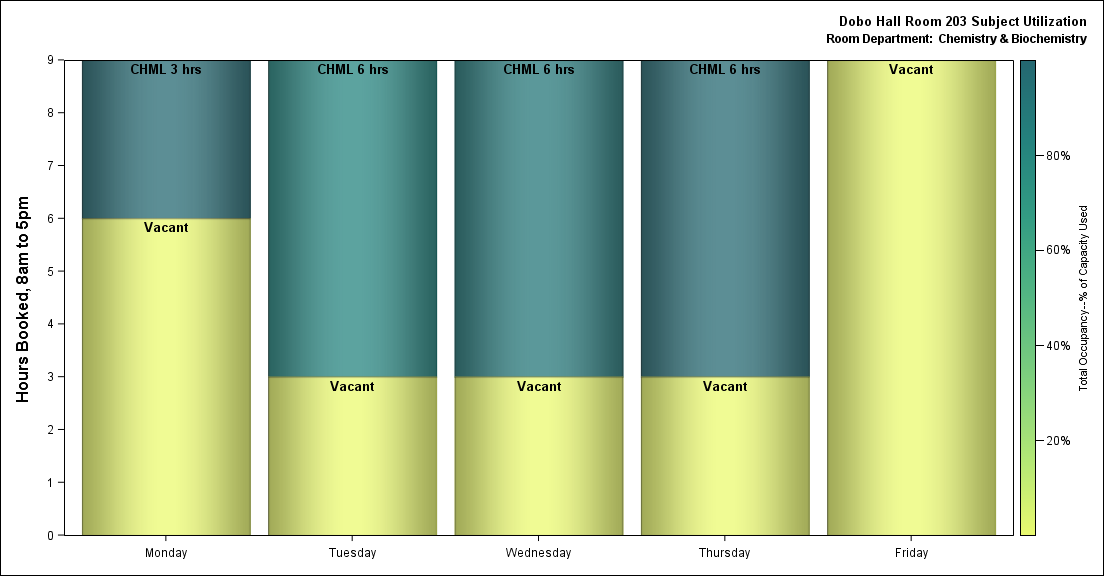 Dobo Hall Room 203 Subject Utilization
Room Department: Chemistry & Biochemistry
Hours Booked, 8am to 5pm
9
8
7
6
5
4
3
2
1
0
CHML 3 hrs
CHML 6 hrs
CHML 6 hrs
CHML 6 hrs
Vacant
Vacant
Vacant
Vacant
Vacant
Monday
Tuesday
Wednesday
Thursday
Friday
80%
60%
40%
20%
Total Occupancy--% of Capacity Used